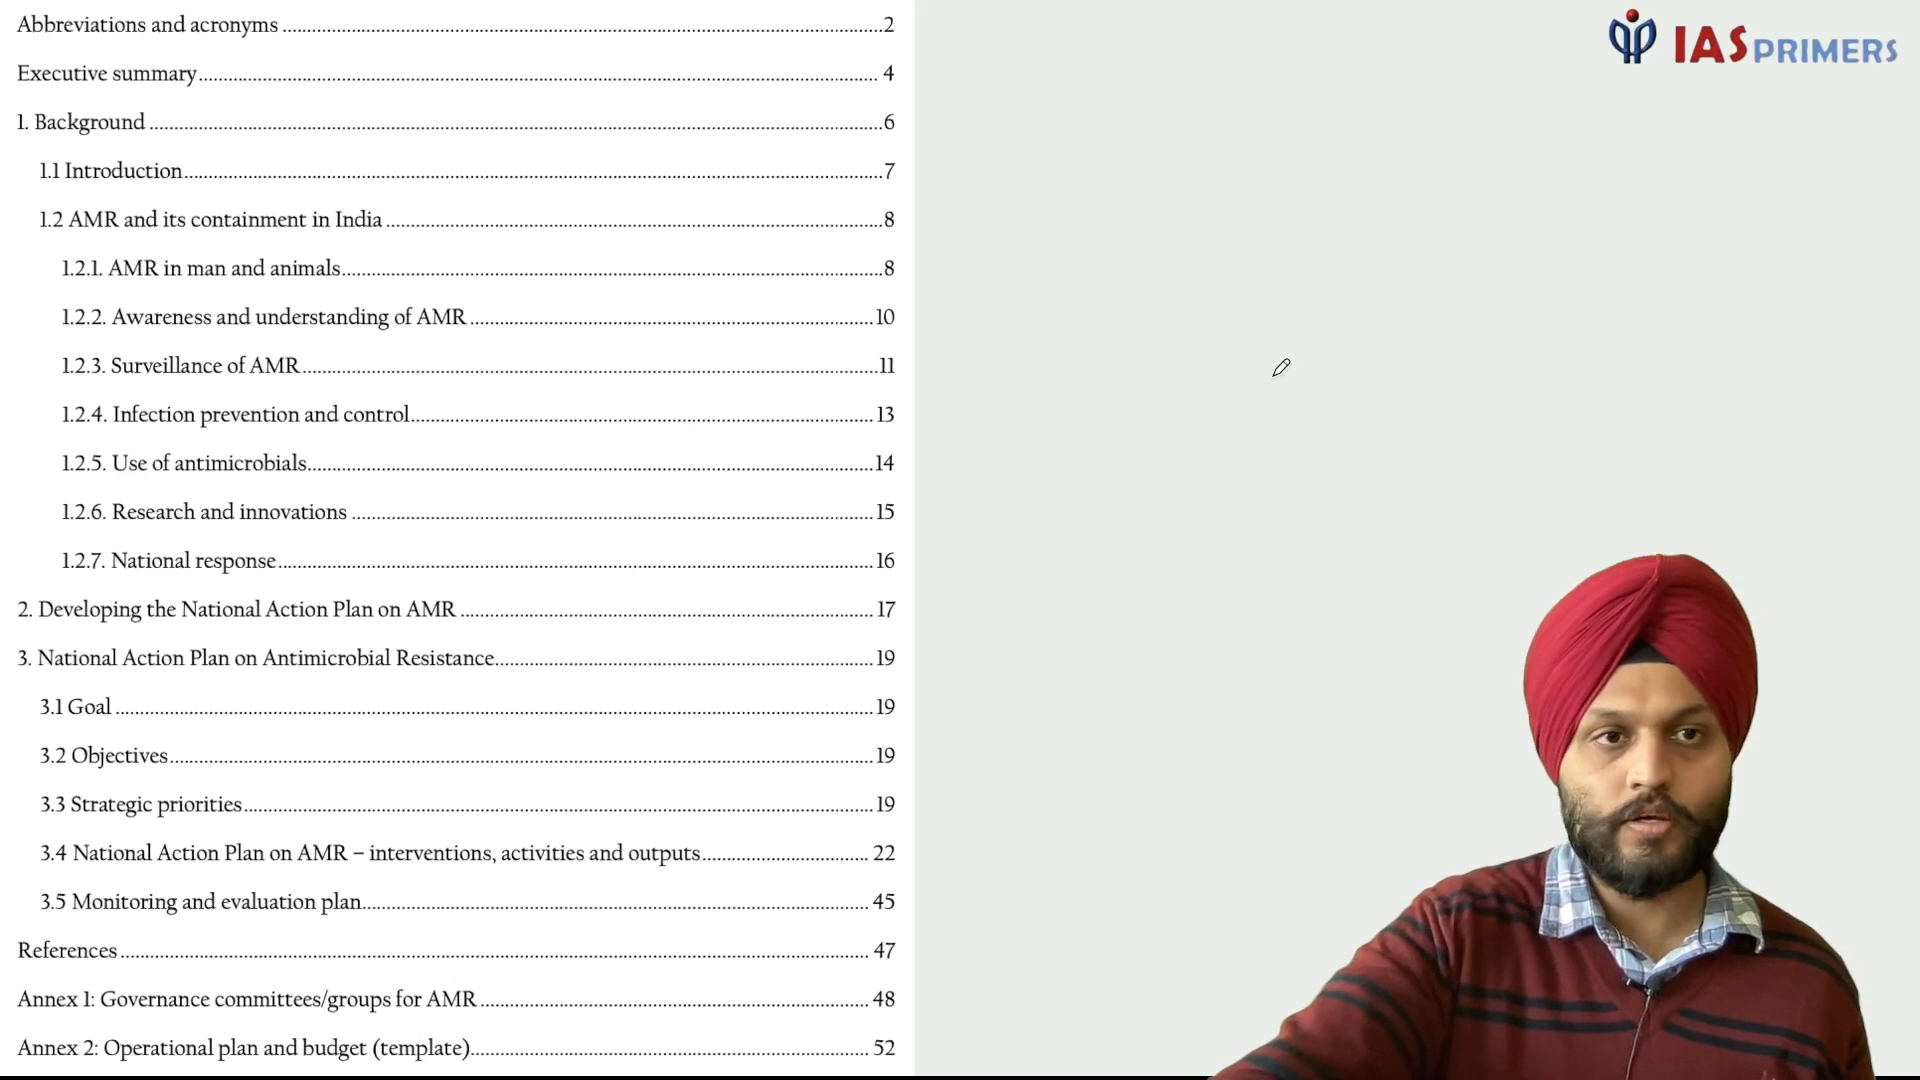 Abbreviations and acronyms ........ 2
Executive summary ........ 4
1. Background ........ 6
1.1 Introduction ........ 7
1.2 AMR and its containment in India ........ 8
1.2.1. AMR in man and animals ........ 8
1.2.2. Awareness and understanding of AMR ........ 10
1.2.3. Surveillance of AMR ........ 11
1.2.4. Infection prevention and control ........ 13
1.2.5. Use of antimicrobials ........ 14
1.2.6. Research and innovations ........ 15
1.2.7. National response ........ 16
2. Developing the National Action Plan on AMR ........ 17
3. National Action Plan on Antimicrobial Resistance ........ 19
3.1 Goal ........ 19
3.2 Objectives ........ 19
3.3 Strategic priorities ........ 19
3.4 National Action Plan on AMR – interventions, activities and outputs ........ 22
3.5 Monitoring and evaluation plan ........ 45
References ........ 47
Annex 1: Governance committees/groups for AMR ........ 48
Annex 2: Operational plan and budget (template) ........ 52
IAS PRIMERS